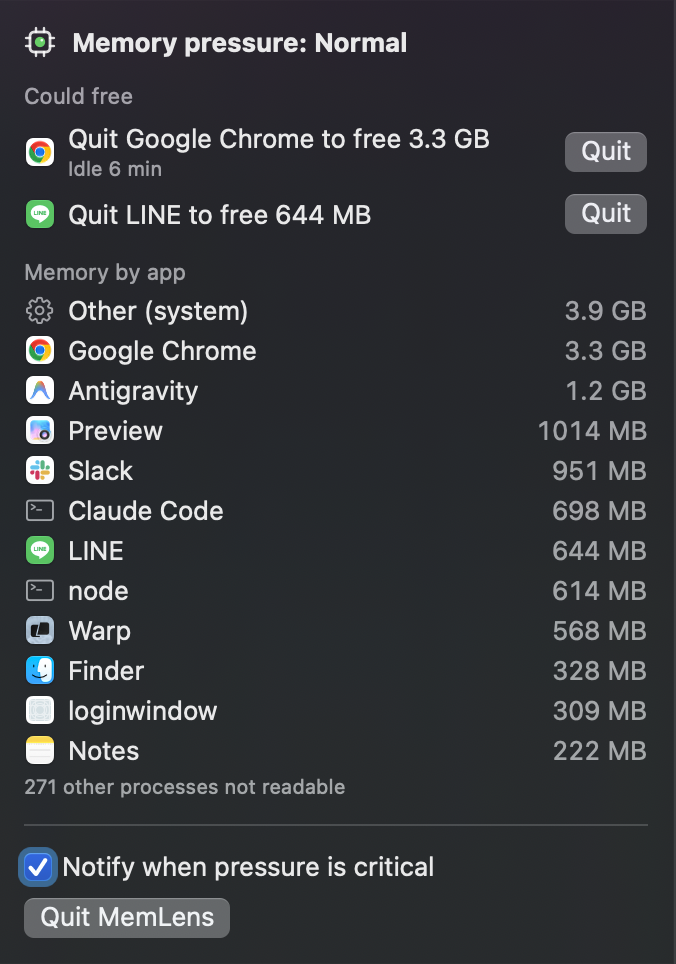 Memory pressure: Normal
Could free
Quit Google Chrome to free 3.3 GB
Idle 6 min
Quit
LINE
Quit LINE to free 644 MB
Quit
Memory by app
Other (system) 3.9 GB
Google Chrome 3.3 GB
Antigravity 1.2 GB
Preview 1014 MB
Slack 951 MB
Claude Code 698 MB
LINE LINE 644 MB
node 614 MB
Warp 568 MB
Finder 328 MB
loginwindow 309 MB
Notes 222 MB
271 other processes not readable
Notify when pressure is critical
Quit MemLens